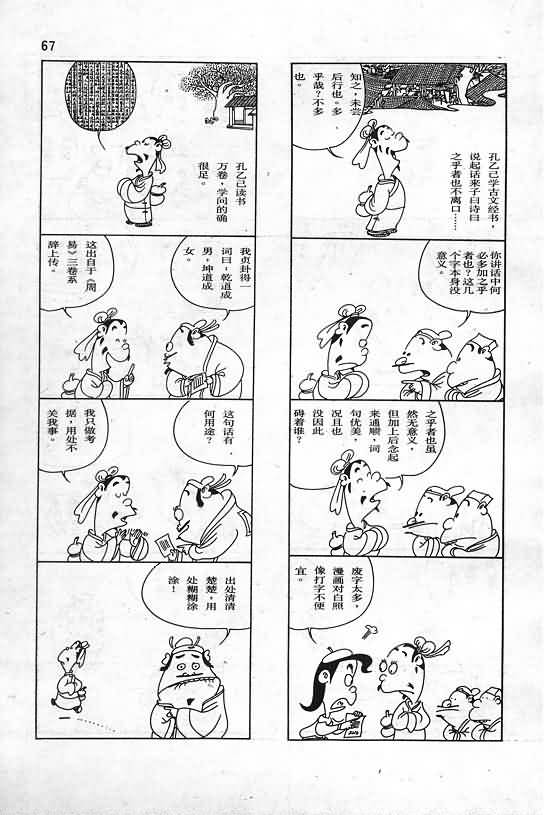 67
孔乙己学古文经书，
说起话来子曰诗曰
之乎者也不离口……
知之，未尝
后行也。多
乎哉？不多
也。
你讲话中何
必多加之乎
者也？这几
个字本身没
意义。
之乎者也虽
然无意义，
但加上后念起
来通顺，词
句优美，
况且也
没因此
碍着谁？
废字太多，
漫画对白照
像打字不便
宜。
孔乙己读书
万卷，学问的确
很足。
我贞卦得一
词曰：乾道成
男，坤道成
女。
这出自于《周
易》三卷系
辞上传。
这句话有
何用途？
我只做考
据，用处不
关我事。
出处清清
楚楚，用
处糊糊涂
涂！